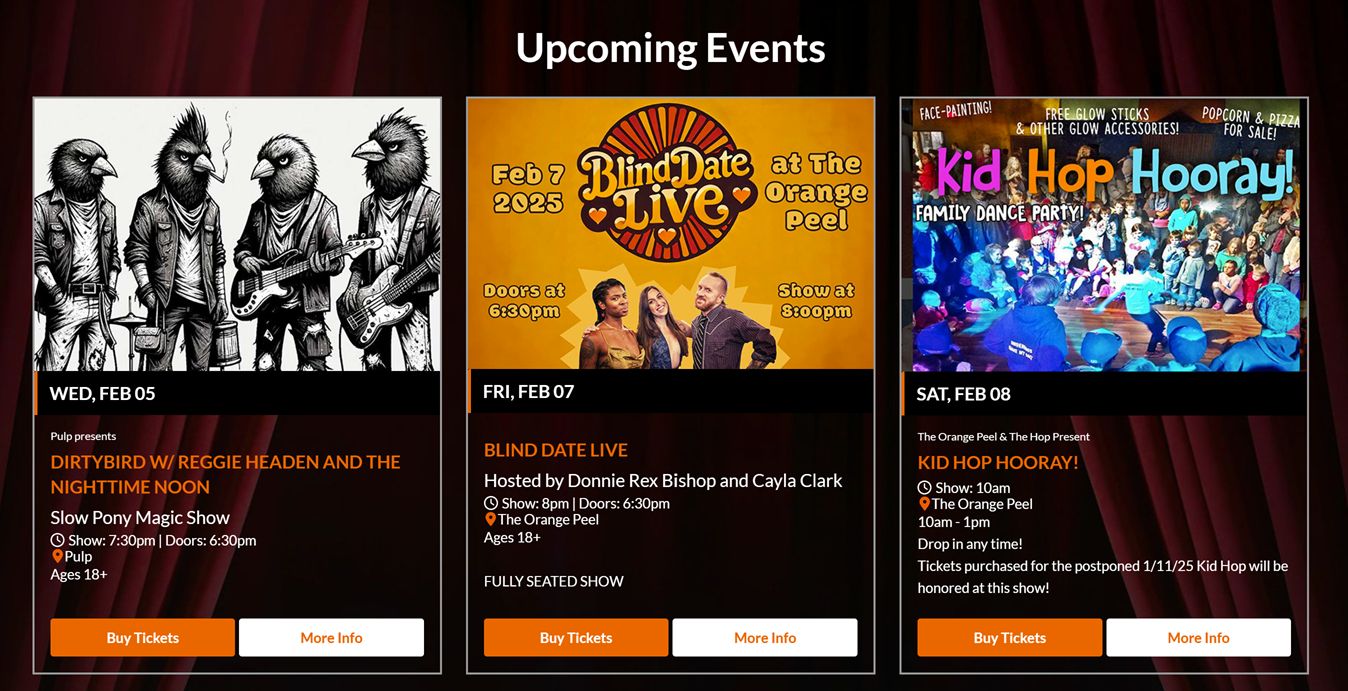 Upcoming Events
Feb 7
2025
Blind Date
Live
at The
Orange
Peel
Doors at
6:30pm
Show at
8:00pm
WED, FEB 05
Pulp presents
DIRTYBIRD W/ REGGIE HEADEN AND THE
NIGHTTIME NOON
Slow Pony Magic Show
Show: 7:30pm | Doors: 6:30pm
Pulp
Ages 18+
Buy Tickets
More Info
FRI, FEB 07
BLIND DATE LIVE
Hosted by Donnie Rex Bishop and Cayla Clark
Show: 8pm | Doors: 6:30pm
The Orange Peel
Ages 18+
FULLY SEATED SHOW
Buy Tickets
More Info
FACE-PAINTING!
FREE GLOW STICKS
& OTHER GLOW ACCESSORIES!
POPCORN & PIZZA
FOR SALE!
Kid Hop Hooray!
FAMILY DANCE PARTY!
SAT, FEB 08
The Orange Peel & The Hop Present
KID HOP HOORAY!
Show: 10am
The Orange Peel
10am - 1pm
Drop in any time!
Tickets purchased for the postponed 1/11/25 Kid Hop will be
honored at this show!
Buy Tickets
More Info